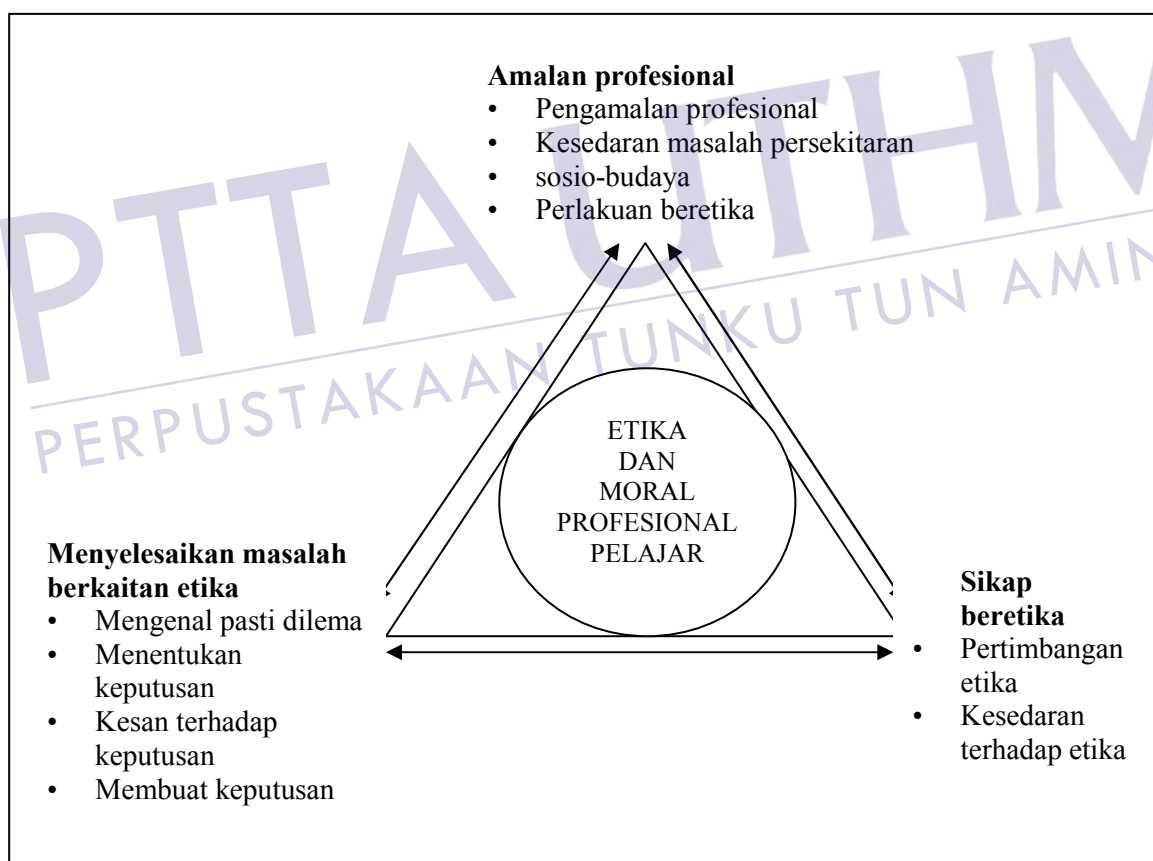 Amalan profesional
• Pengamalan profesional
• Kesedaran masalah persekitaran
• sosio-budaya
• Perlakuan beretika
PTTA UTHM
PERPUSTAKAAN TUNKU TUN AMIN
ETIKA
DAN
MORAL
PROFESIONAL
PELAJAR
Menyelesaikan masalah
berkaitan etika
• Mengenal pasti dilema
• Menentukan
keputusan
• Kesan terhadap
keputusan
• Membuat keputusan
Sikap
beretika
• Pertimbangan
etika
• Kesedaran
terhadap etika